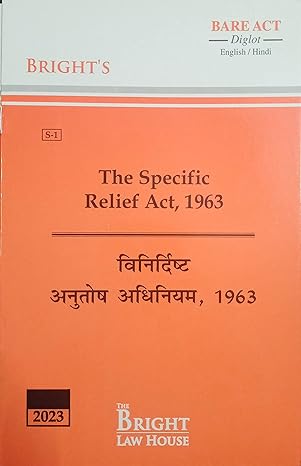 BARE ACT
Diglot
English / Hindi
BRIGHT'S
S-1
The Specific
Relief Act, 1963
विनिर्दिष्ट
अनुतोष अधिनियम, 1963
2023
THE
BRIGHT
LAW HOUSE